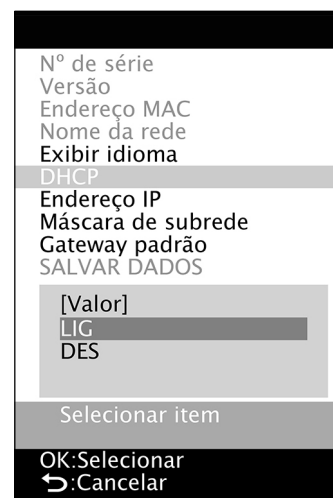 Nº de série
Versão
Endereço MAC
Nome da rede
Exibir idioma
DHCP
Endereço IP
Máscara de subrede
Gateway padrão
SALVAR DADOS
[Valor]
LIG
DES
Selecionar item
OK:Selecionar
⮌:Cancelar